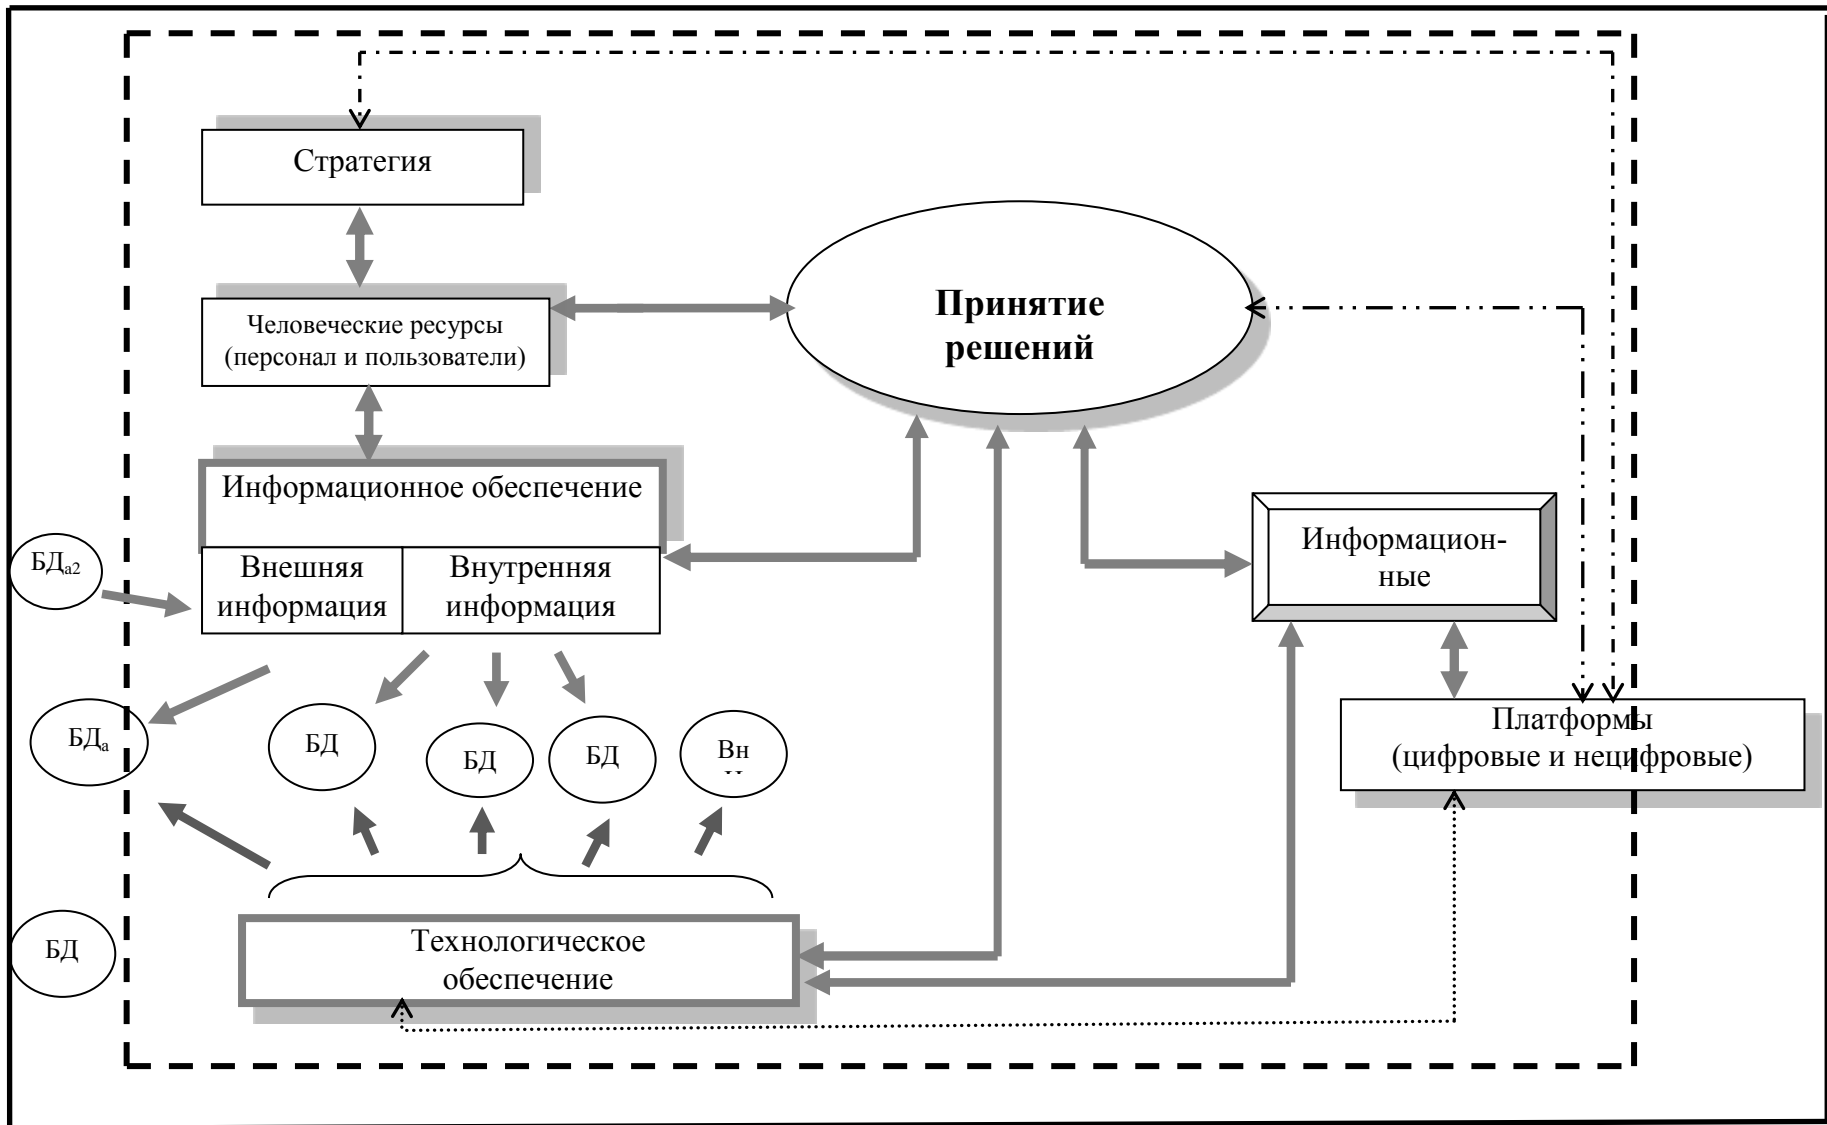 Стратегия
Принятие
решений
Человеческие ресурсы
(персонал и пользователи)
Информационное обеспечение
Внешняя
информация
Внутренняя
информация
БДа2
Информацион-
ные
БДа
БД
БД
БД
Вн
Платформы
(цифровые и нецифровые)
БД
Технологическое
обеспечение